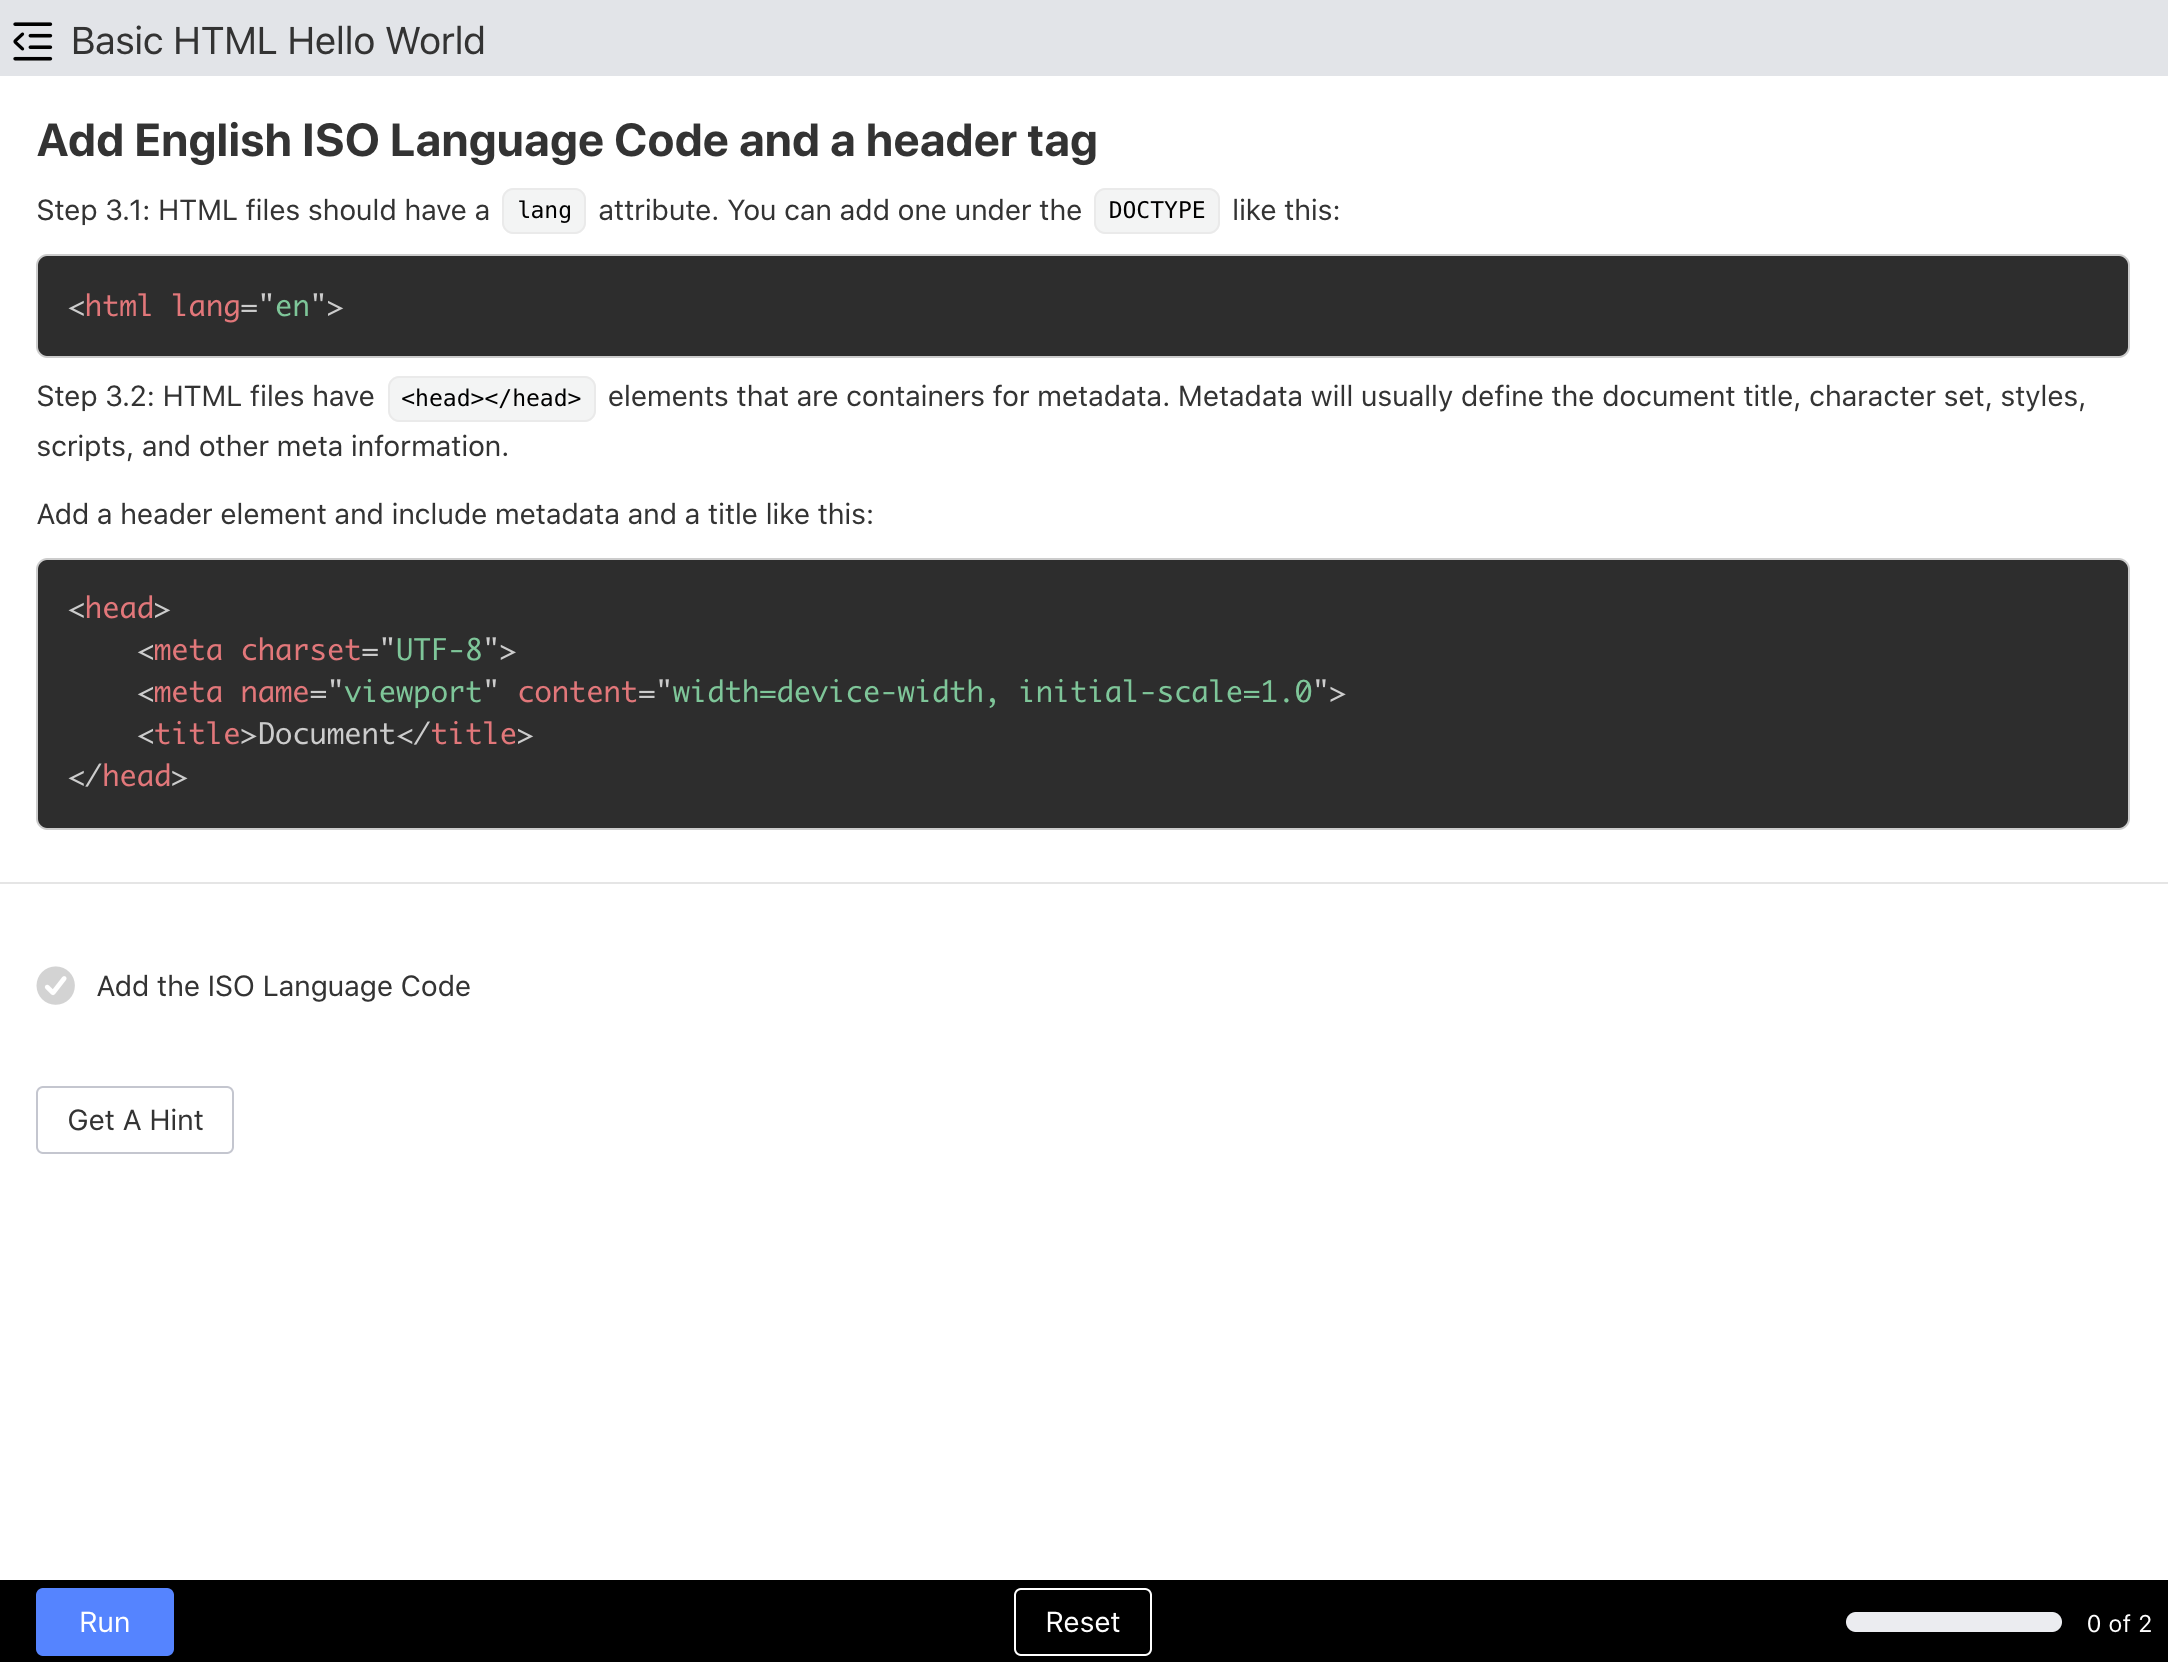 Basic HTML Hello World
Add English ISO Language Code and a header tag
Step 3.1: HTML files should have a lang attribute. You can add one under the DOCTYPE like this:
<html lang="en">
Step 3.2: HTML files have <head></head> elements that are containers for metadata. Metadata will usually define the document title, character set, styles,
scripts, and other meta information.
Add a header element and include metadata and a title like this:
<head>
    <meta charset="UTF-8">
    <meta name="viewport" content="width=device-width, initial-scale=1.0">
    <title>Document</title>
</head>
Add the ISO Language Code
Get A Hint
Run Reset 0 of 2